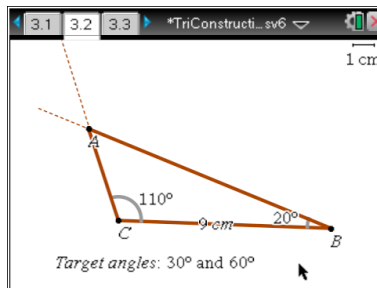 3.1 3.2 3.3 *TriConstructi...sv6
1 cm
A
110°
C 9 cm 20° B
Target angles: 30° and 60°